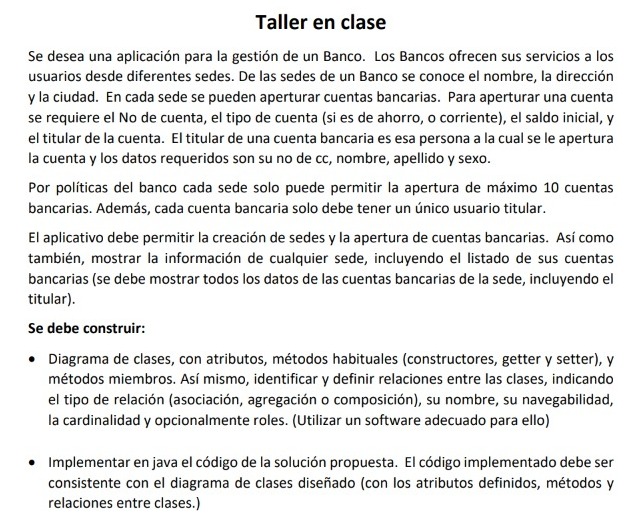 Taller en clase
Se desea una aplicación para la gestión de un Banco. Los Bancos ofrecen sus servicios a los
usuarios desde diferentes sedes. De las sedes de un Banco se conoce el nombre, la dirección
y la ciudad. En cada sede se pueden aperturar cuentas bancarias. Para aperturar una cuenta
se requiere el No de cuenta, el tipo de cuenta (si es de ahorro, o corriente), el saldo inicial, y
el titular de la cuenta. El titular de una cuenta bancaria es esa persona a la cual se le apertura
la cuenta y los datos requeridos son su no de cc, nombre, apellido y sexo.
Por políticas del banco cada sede solo puede permitir la apertura de máximo 10 cuentas
bancarias. Además, cada cuenta bancaria solo debe tener un único usuario titular.
El aplicativo debe permitir la creación de sedes y la apertura de cuentas bancarias. Así como
también, mostrar la información de cualquier sede, incluyendo el listado de sus cuentas
bancarias (se debe mostrar todos los datos de las cuentas bancarias de la sede, incluyendo el
titular).
Se debe construir:
• Diagrama de clases, con atributos, métodos habituales (constructores, getter y setter), y
métodos miembros. Así mismo, identificar y definir relaciones entre las clases, indicando
el tipo de relación (asociación, agregación o composición), su nombre, su navegabilidad,
la cardinalidad y opcionalmente roles. (Utilizar un software adecuado para ello)
• Implementar en java el código de la solución propuesta. El código implementado debe ser
consistente con el diagrama de clases diseñado (con los atributos definidos, métodos y
relaciones entre clases.)